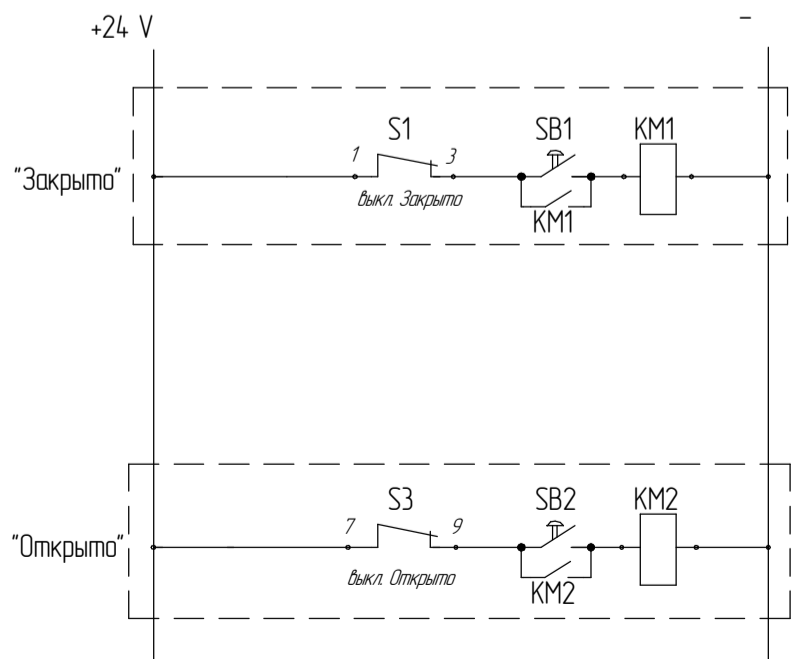 +24 V
–
S1
SB1
KM1
1
3
"Закрыто"
выкл. Закрыто
KM1
S3
SB2
KM2
7
9
"Открыто"
выкл. Открыто
KM2